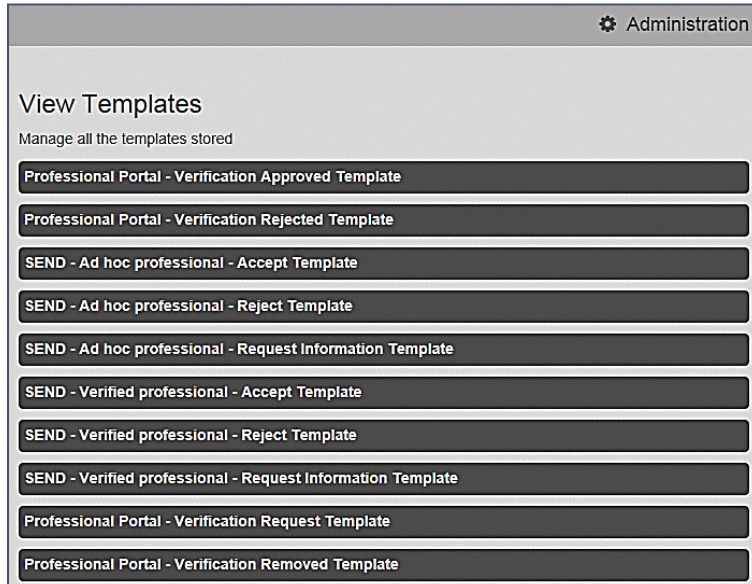 Administration
View Templates
Manage all the templates stored
Professional Portal - Verification Approved Template
Professional Portal - Verification Rejected Template
SEND - Ad hoc professional - Accept Template
SEND - Ad hoc professional - Reject Template
SEND - Ad hoc professional - Request Information Template
SEND - Verified professional - Accept Template
SEND - Verified professional - Reject Template
SEND - Verified professional - Request Information Template
Professional Portal - Verification Request Template
Professional Portal - Verification Removed Template